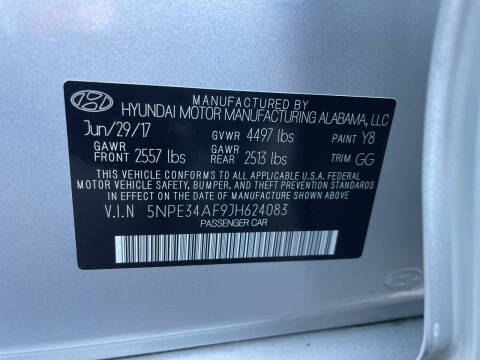 MANUFACTURED BY
HYUNDAI MOTOR MANUFACTURING ALABAMA, LLC
Jun/29/17 GVWR 4497 lbs PAINT Y8
GAWR FRONT 2557 lbs GAWR REAR 2513 lbs TRIM GG
THIS VEHICLE CONFORMS TO ALL APPLICABLE U.S.A. FEDERAL
MOTOR VEHICLE SAFETY, BUMPER, AND THEFT PREVENTION STANDARDS
IN EFFECT ON THE DATE OF MANUFACTURE SHOWN ABOVE.
V.I.N 5NPE34AF9JH624083
PASSENGER CAR